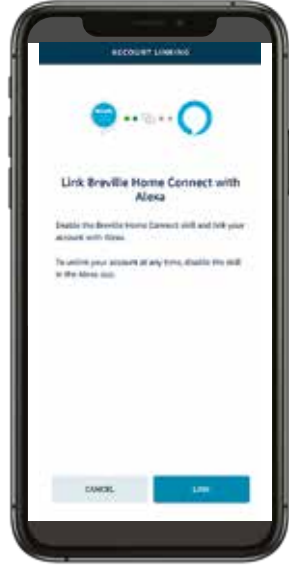 ACCOUNT LINKING
Link Breville Home Connect with
Alexa
Enable the Breville Home Connect skill and link your
account with Alexa.
To unlink your account at any time, disable the skill
in the Alexa app.
CANCEL
LINK